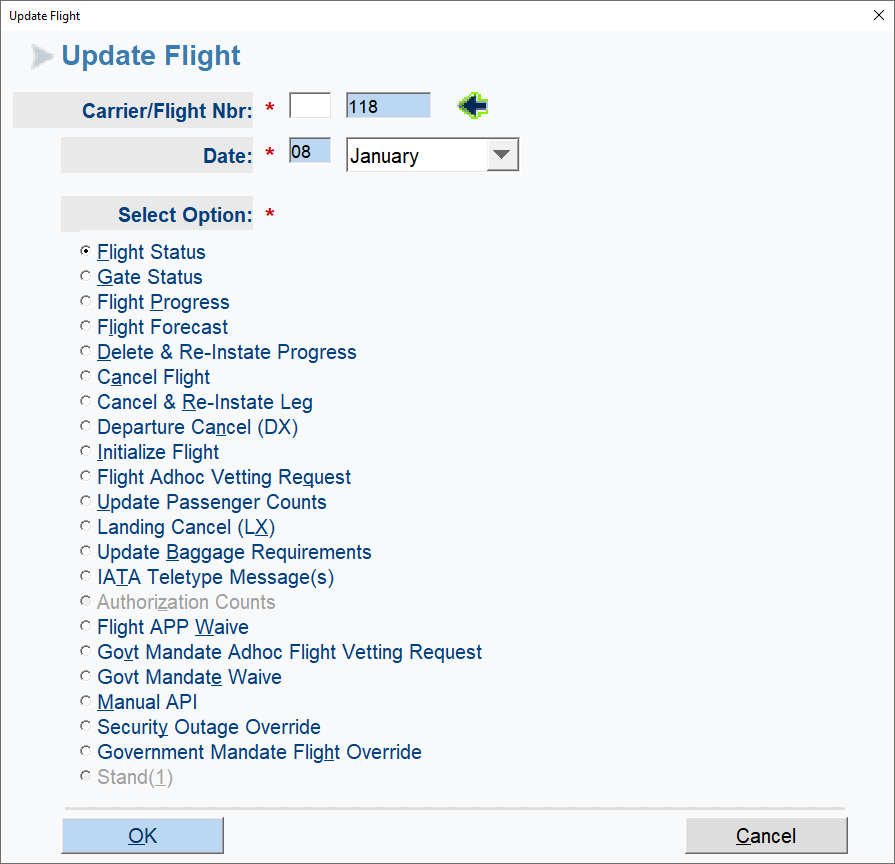 Update Flight
Update Flight
Carrier/Flight Nbr: * 118
Date: * 08 January
Select Option: *
Flight Status
Gate Status
Flight Progress
Flight Forecast
Delete & Re-Instate Progress
Cancel Flight
Cancel & Re-Instate Leg
Departure Cancel (DX)
Initialize Flight
Flight Adhoc Vetting Request
Update Passenger Counts
Landing Cancel (LX)
Update Baggage Requirements
IATA Teletype Message(s)
Authorization Counts
Flight APP Waive
Govt Mandate Adhoc Flight Vetting Request
Govt Mandate Waive
Manual API
Security Outage Override
Government Mandate Flight Override
Stand(1)
OK Cancel